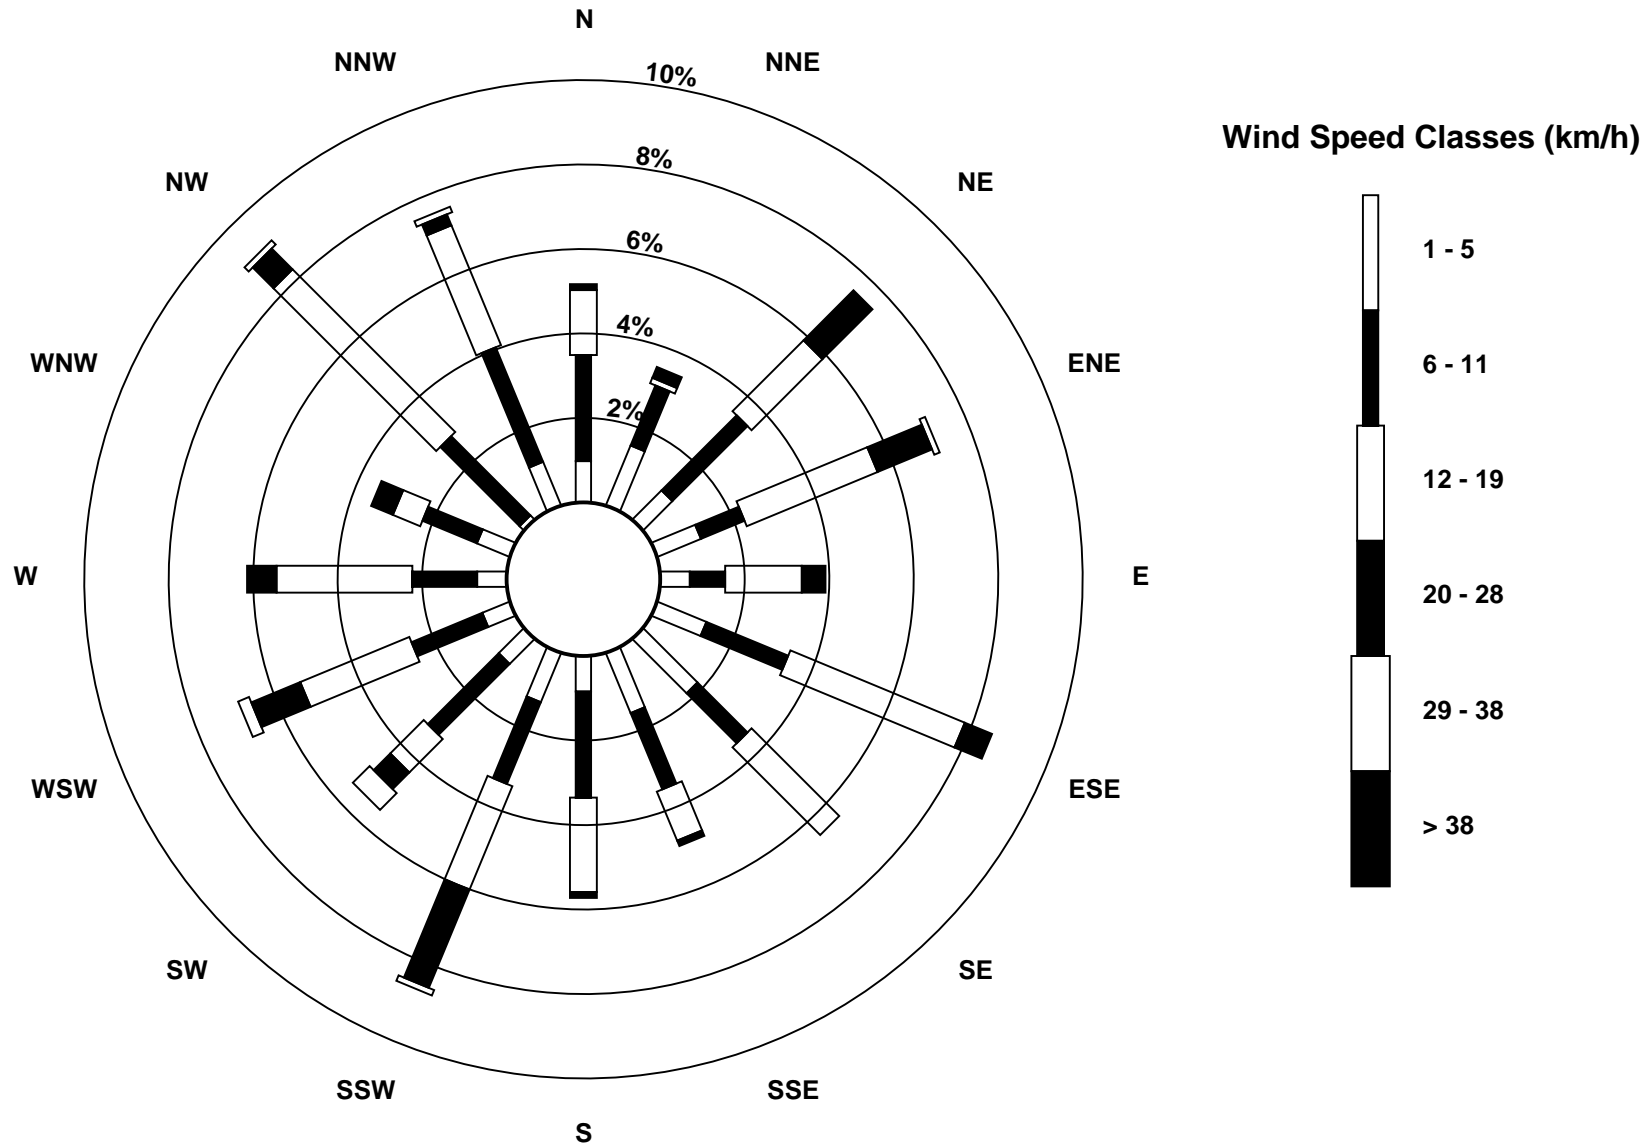 N
NNW
NNE
10%
Wind Speed Classes (km/h)
8%
NW
NE
6%
1 - 5
4%
WNW
ENE
6 - 11
2%
12 - 19
W
E
20 - 28
29 - 38
WSW
ESE
> 38
SW
SE
SSW
SSE
S